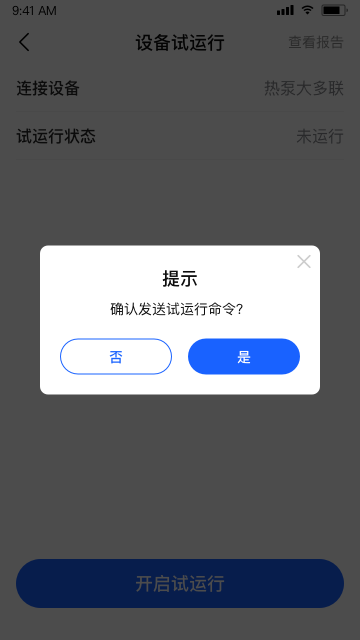 9:41 AM
设备试运行
查看报告
连接设备
热泵大多联
试运行状态
未运行
提示
确认发送试运行命令?
否
是
开启试运行